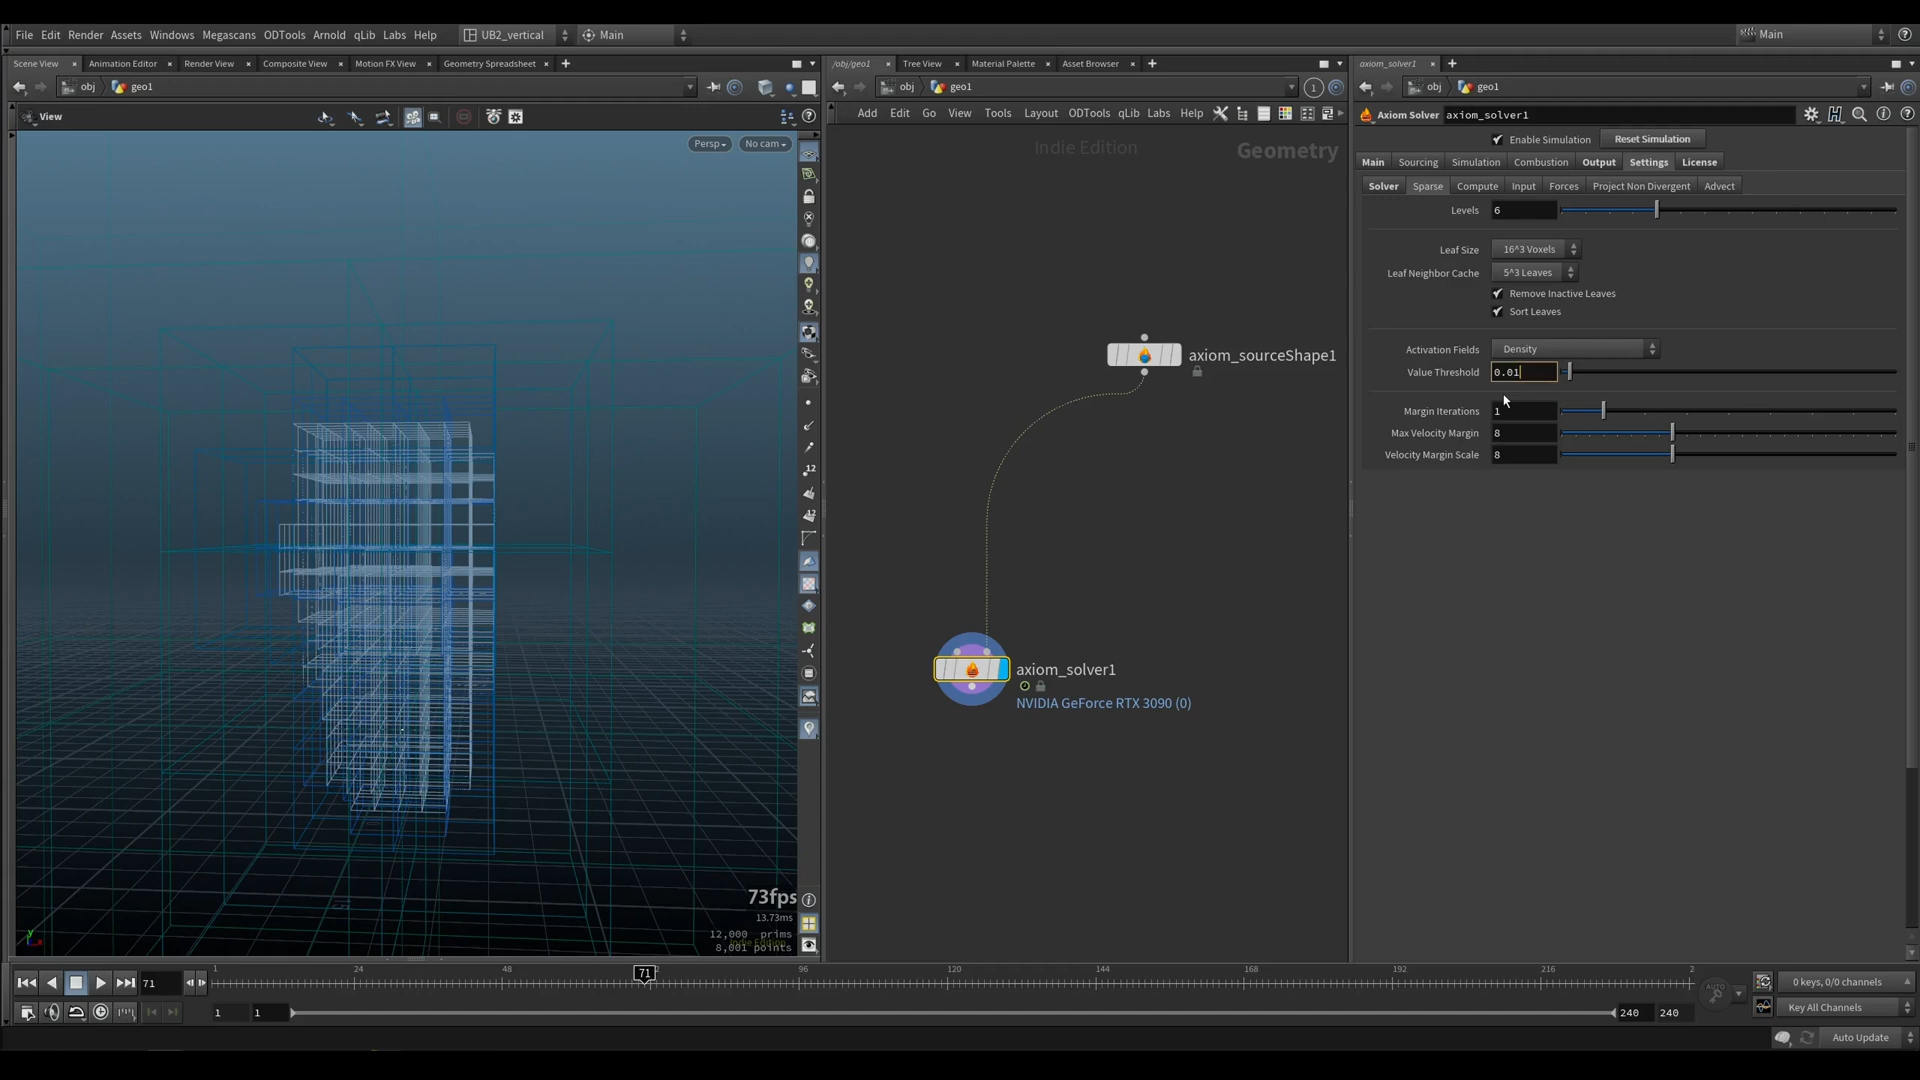 File Edit Render Assets Windows Megascans ODTools Arnold qLib Labs Help UB2_vertical Main Main
Scene View Animation Editor Render View Composite View Motion FX View Geometry Spreadsheet
obj geo1
View
Persp No cam
73fps
13.73ms
12,000 prims
8,001 points
/obj/geo1 Tree View Material Palette Asset Browser
obj geo1 1
Add Edit Go View Tools Layout ODTools qLib Labs Help
Indie Edition Geometry
axiom_sourceShape1
axiom_solver1
NVIDIA GeForce RTX 3090 (0)
axiom_solver1
obj geo1
Axiom Solver axiom_solver1
Enable Simulation Reset Simulation
Main Sourcing Simulation Combustion Output Settings License
Solver Sparse Compute Input Forces Project Non Divergent Advect
Levels 6
Leaf Size 16^3 Voxels
Leaf Neighbor Cache 5^3 Leaves
Remove Inactive Leaves
Sort Leaves
Activation Fields Density
Value Threshold 0.01
Margin Iterations 1
Max Velocity Margin 8
Velocity Margin Scale 8
1 24 48 71 96 120 144 168 192 216 2
71 AUTO 0 keys, 0/0 channels
1 1 240 240 Key All Channels
Auto Update